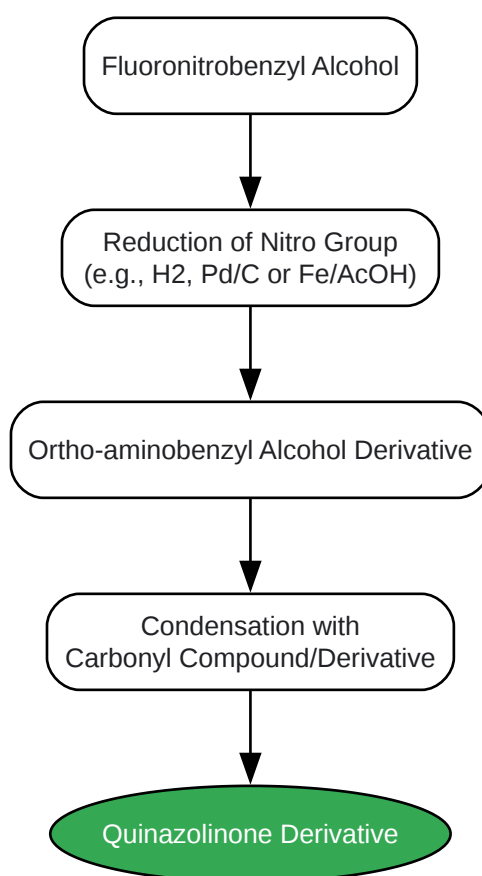 Fluoronitrobenzyl Alcohol
Reduction of Nitro Group
(e.g., H2, Pd/C or Fe/AcOH)
Ortho-aminobenzyl Alcohol Derivative
Condensation with
Carbonyl Compound/Derivative
Quinazolinone Derivative